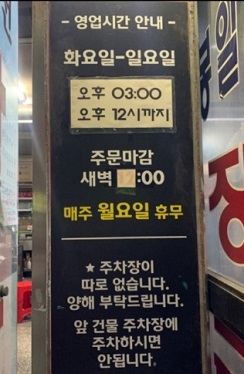 - 영업시간 안내 -
화요일-일요일
오후 03:00
오후 12시까지
주문마감
새벽 12:00
매주 월요일 휴무
★ 주차장이
따로 없습니다.
양해 부탁드립니다.
앞 건물 주차장에
주차하시면
안됩니다.